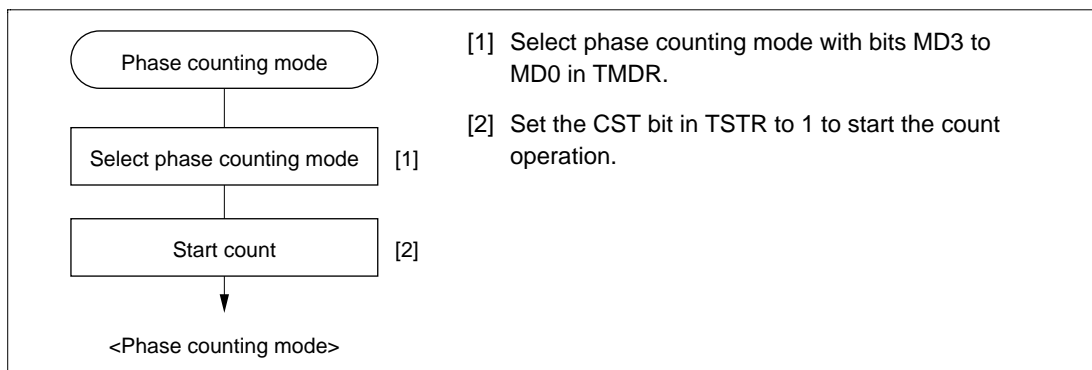 Phase counting mode
Select phase counting mode [1]
Start count [2]
<Phase counting mode>
[1] Select phase counting mode with bits MD3 to
MD0 in TMDR.
[2] Set the CST bit in TSTR to 1 to start the count
operation.